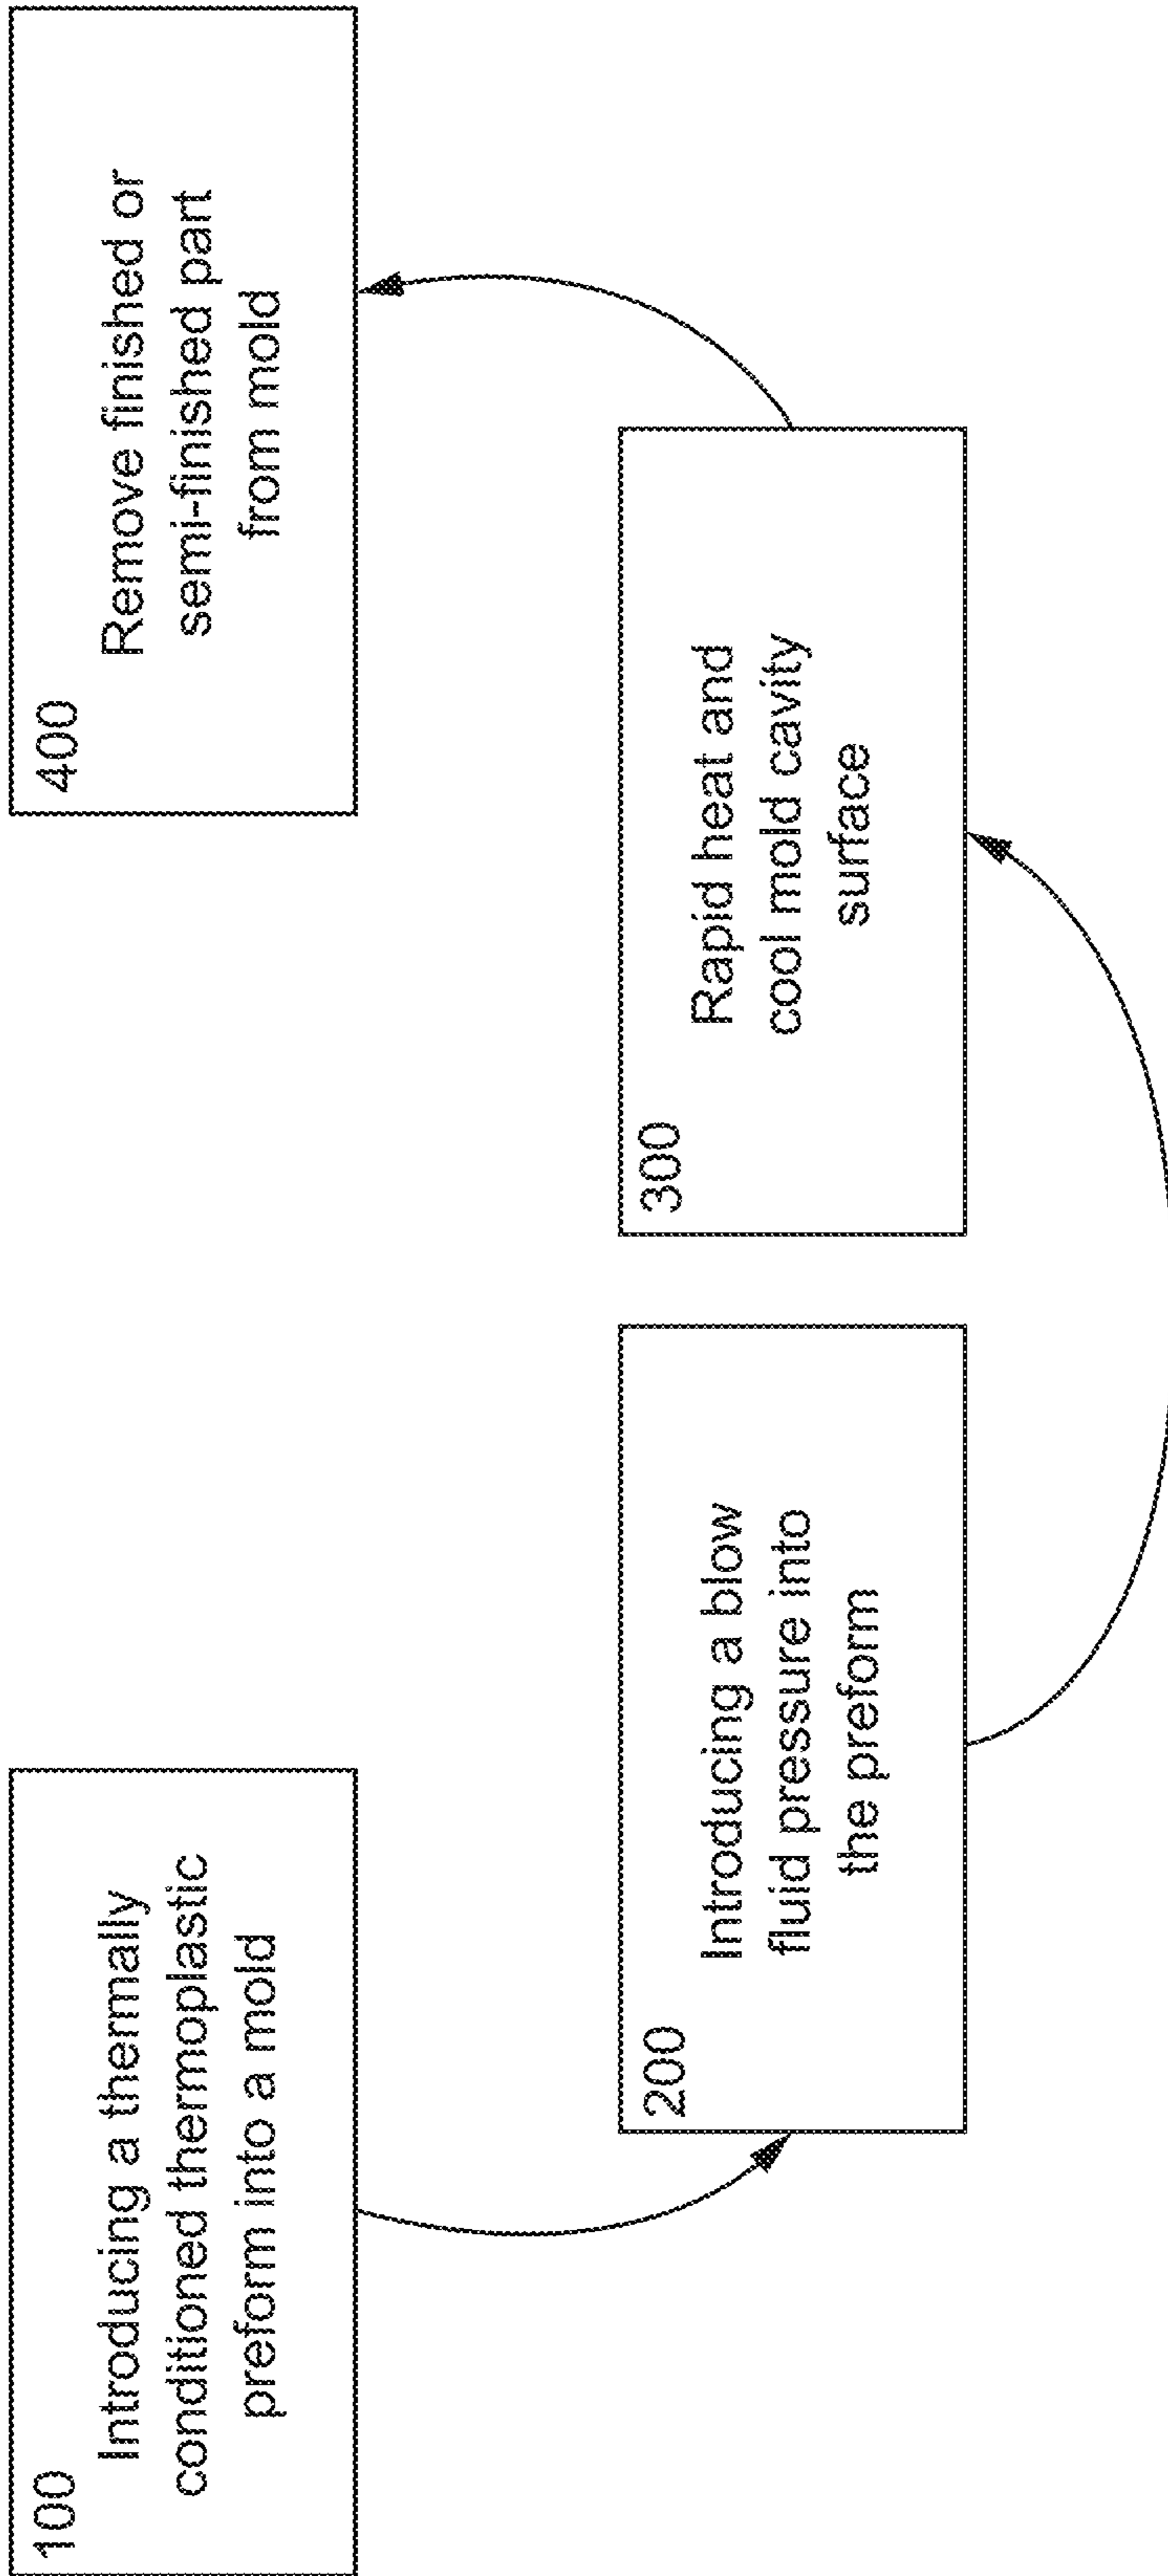 100
Introducing a thermally
conditioned thermoplastic
preform into a mold
200
Introducing a blow
fluid pressure into
the preform
300
Rapid heat and
cool mold cavity
surface
400
Remove finished or
semi-finished part
from mold